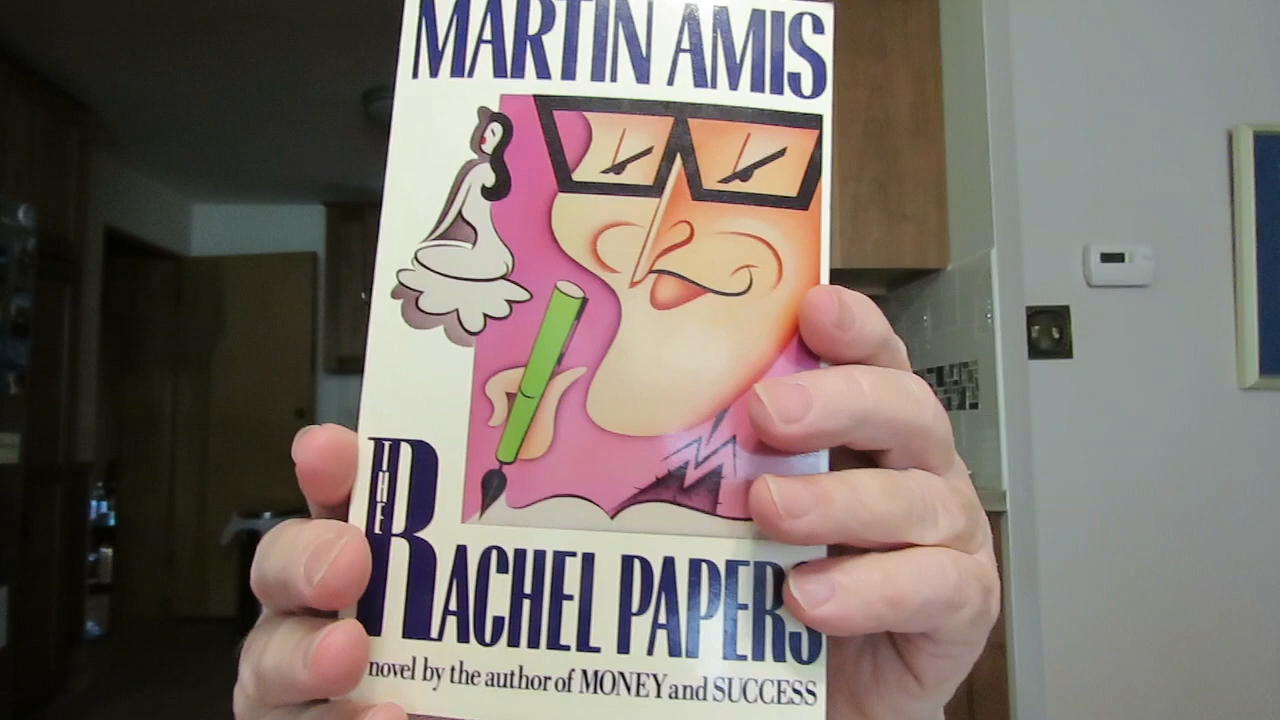 MARTIN AMIS
THE RACHEL PAPERS
novel by the author of MONEY and SUCCESS